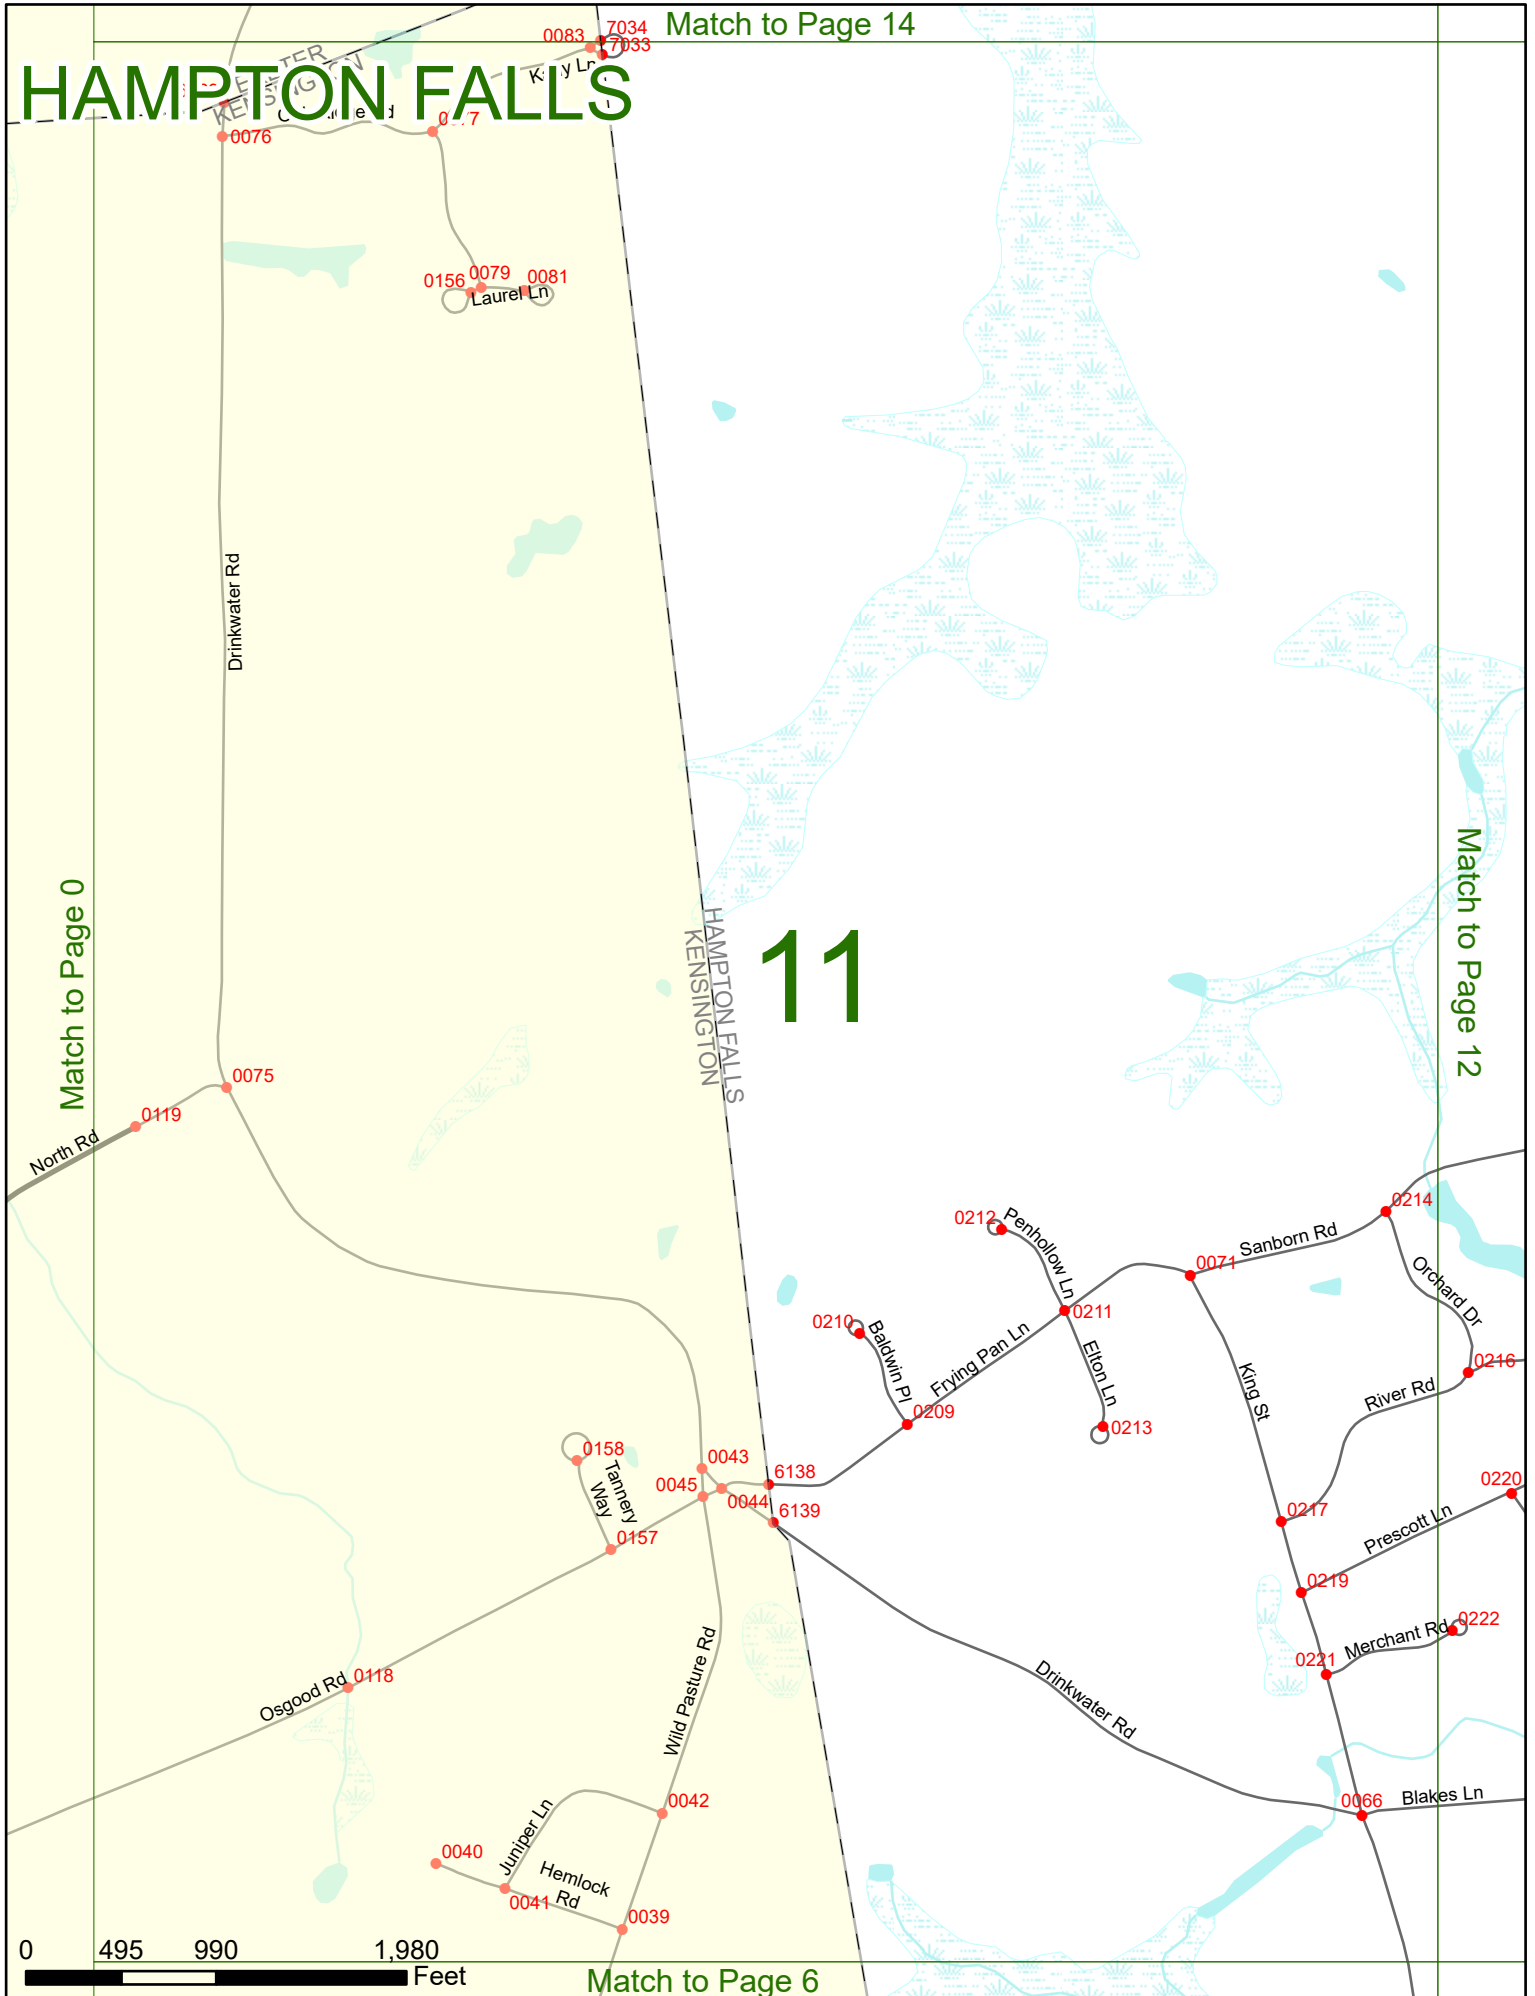 Match to Page 14
7034
0083
7033
HAMPTON FALLS
EXETER
KENSINGTON
0076
0077
0156
0079
0081
Laurel Ln
Drinkwater Rd
Match to Page 0
HAMPTON FALLS
KENSINGTON
11
Match to Page 12
0075
0119
North Rd
0212
Penhollow Ln
0214
Sanborn Rd
0071
Orchard Dr
0210
Baldwin Pl
0211
Frying Pan Ln
Elton Ln
King St
0216
River Rd
0209
0213
0158
Tannery
Way
0043
0045
0044
6138
6139
0157
0217
0220
Prescott Ln
0219
0222
Merchant Rd
0221
0118
Osgood Rd
Wild Pasture Rd
Drinkwater Rd
0066
Blakes Ln
0042
Juniper Ln
0040
Hemlock
Rd
0041
0039
0 495 990 1,980
Feet
Match to Page 6